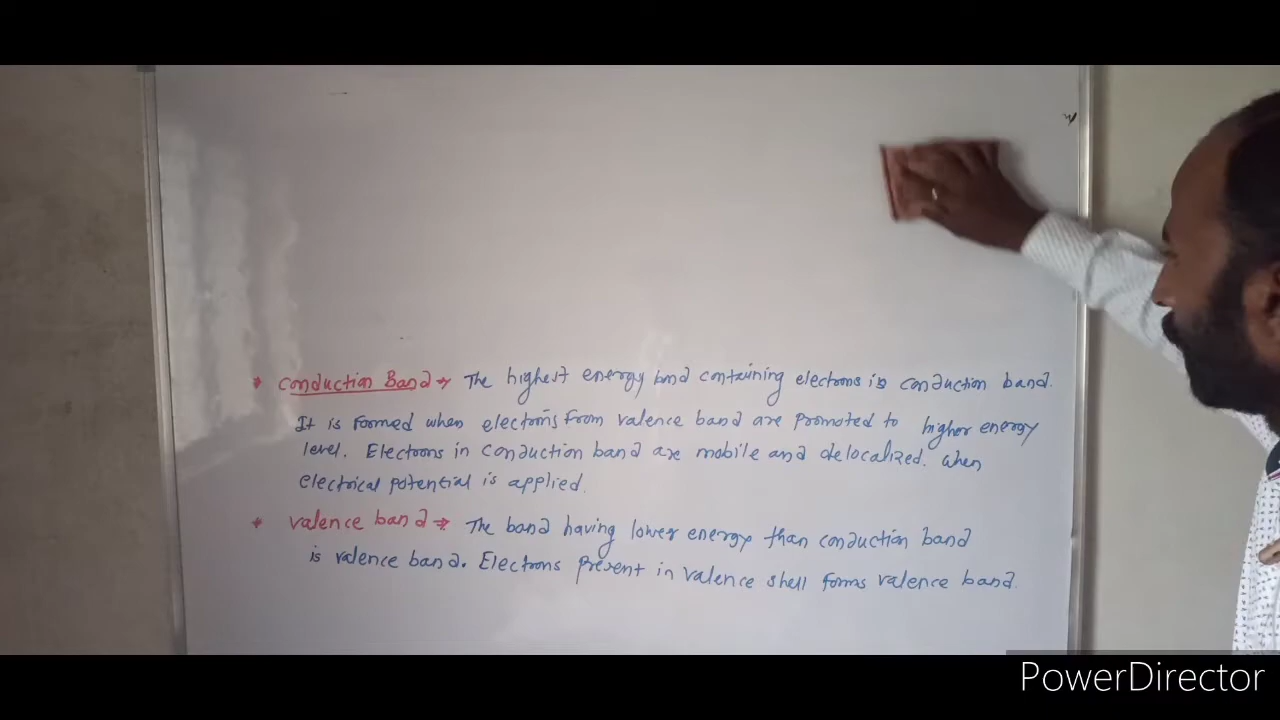 * Conduction Band → The highest energy band containing electrons is conduction band.
It is formed when electrons from valence band are promoted to higher energy
level. Electrons in conduction band are mobile and delocalized. when
electrical potential is applied.
* valence band → The band having lower energy than conduction band
is valence band. Electrons present in valence shell forms valence band.
PowerDirector